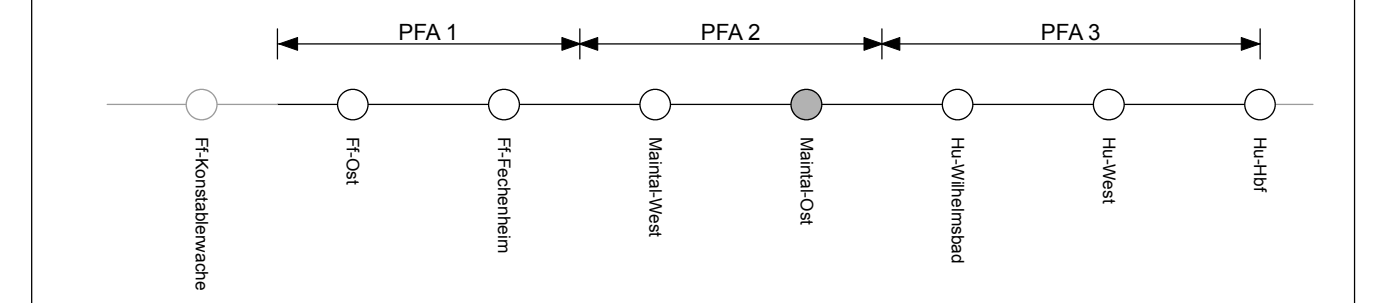 PFA 1
PFA 2
PFA 3
Ff-Konstablerwache
Ff-Ost
Ff-Fechenheim
Maintal-West
Maintal-Ost
Hu-Wilhelmsbad
Hu-West
Hu-Hbf